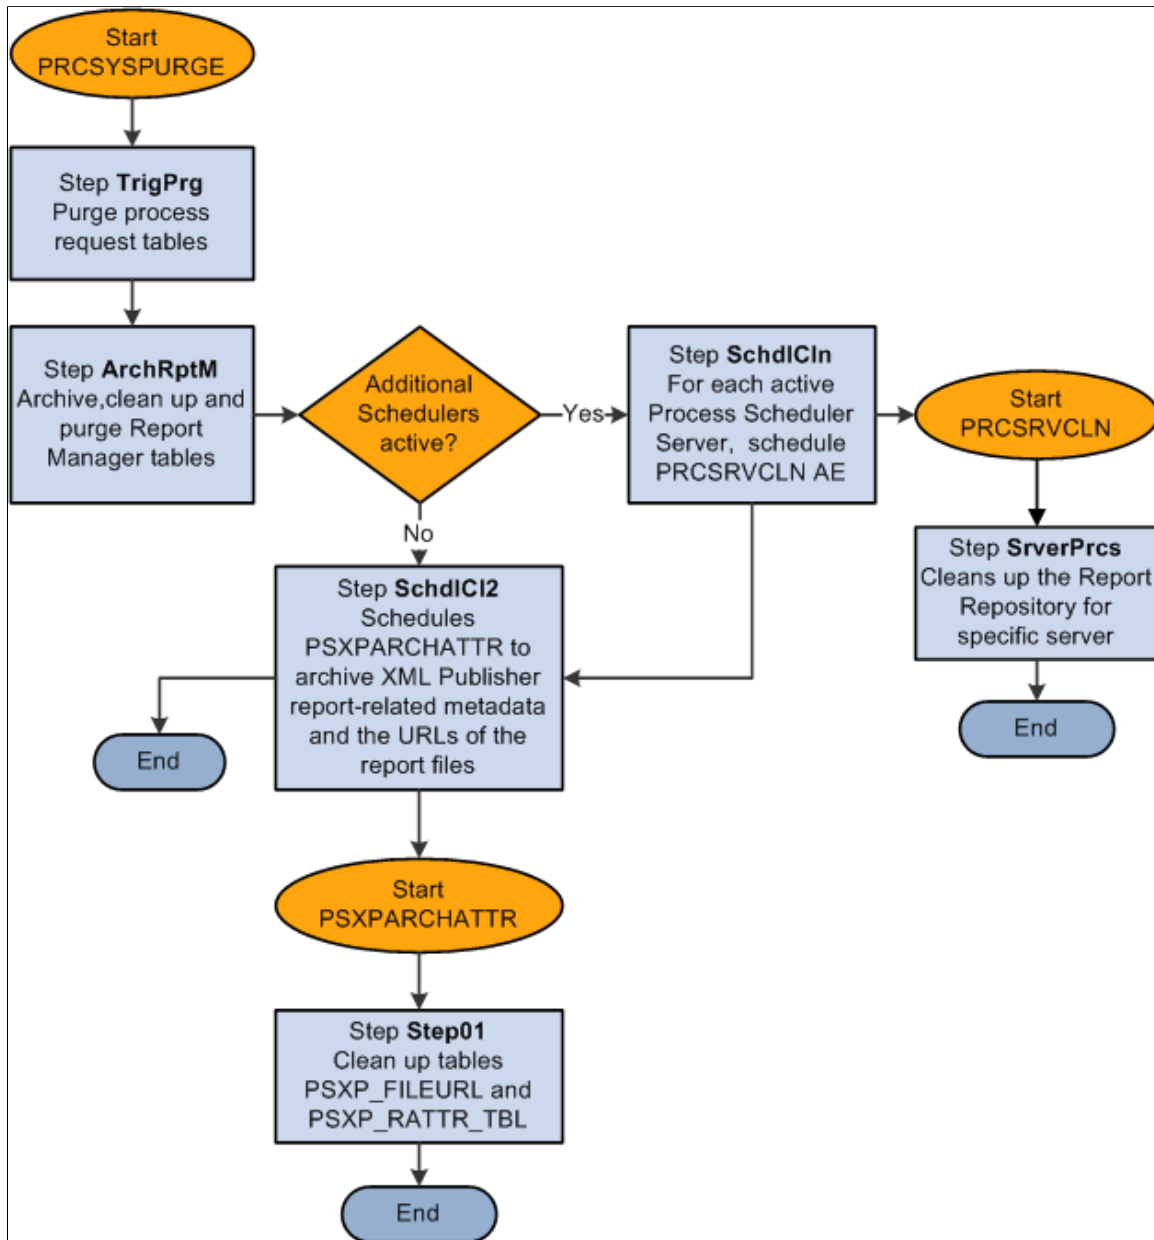 Start
PRCSYSPURGE
Step TrigPrg
Purge process
request tables
Step ArchRptM
Archive,clean up and
purge Report
Manager tables
Additional
Schedulers
active?
Yes
No
Step SchdlCln
For each active
Process Scheduler
Server, schedule
PRCSRVCLN AE
Start
PRCSRVCLN
Step SrverPrcs
Cleans up the Report
Repository for
specific server
End
Step SchdlCl2
Schedules
PSXPARCHATTR to
archive XML Publisher
report-related metadata
and the URLs of the
report files
End
Start
PSXPARCHATTR
Step Step01
Clean up tables
PSXP_FILEURL and
PSXP_RATTR_TBL
End